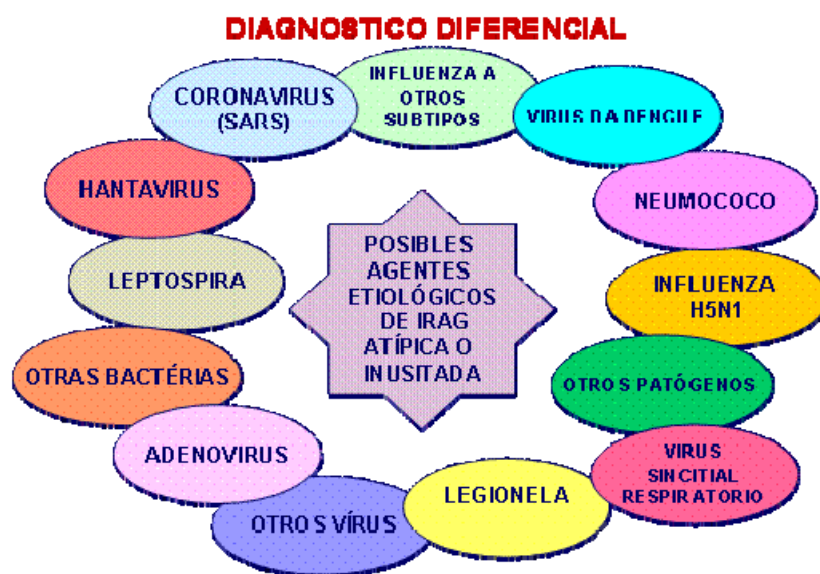 DIAGNOSTICO DIFERENCIAL
INFLUENZA A
OTROS
SUBTIPOS
VIRUS DA DENGUE
NEUMOCOCO
INFLUENZA
H5N1
OTROS PATÓGENOS
VIRUS
SINCITIAL
RESPIRATORIO
LEGIONELA
OTROS VÍRUS
ADENOVIRUS
OTRAS BACTÉRIAS
LEPTOSPIRA
HANTAVIRUS
CORONAVIRUS
(SARS)
POSIBLES
AGENTES
ETIOLÓGICOS
DE IRAG
ATÍPICA O
INUSITADA